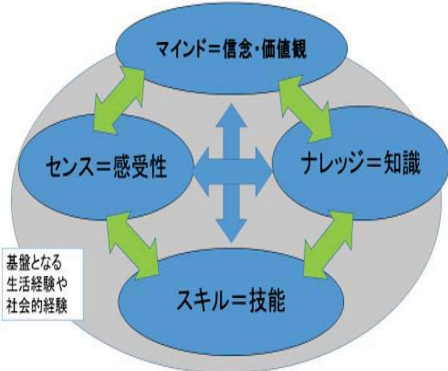 マインド＝信念・価値観
センス＝感受性
ナレッジ＝知識
スキル＝技能
基盤となる
生活経験や
社会的経験